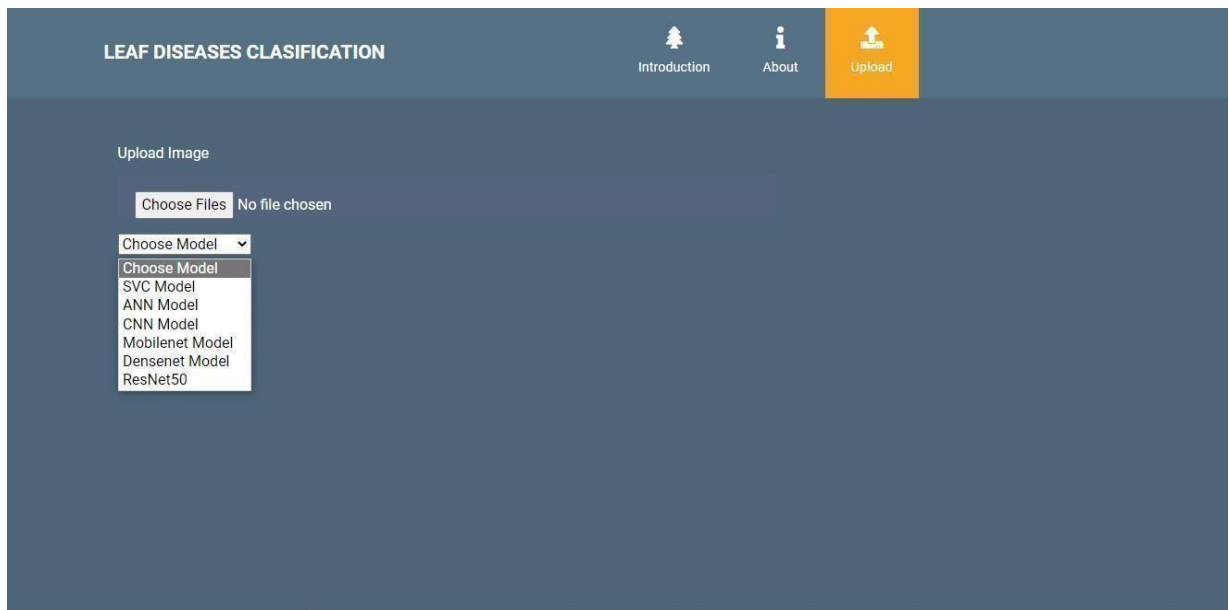 LEAF DISEASES CLASIFICATION
Introduction
About
Upload
Upload Image
Choose Files No file chosen
Choose Model
Choose Model
SVC Model
ANN Model
CNN Model
Mobilenet Model
Densenet Model
ResNet50